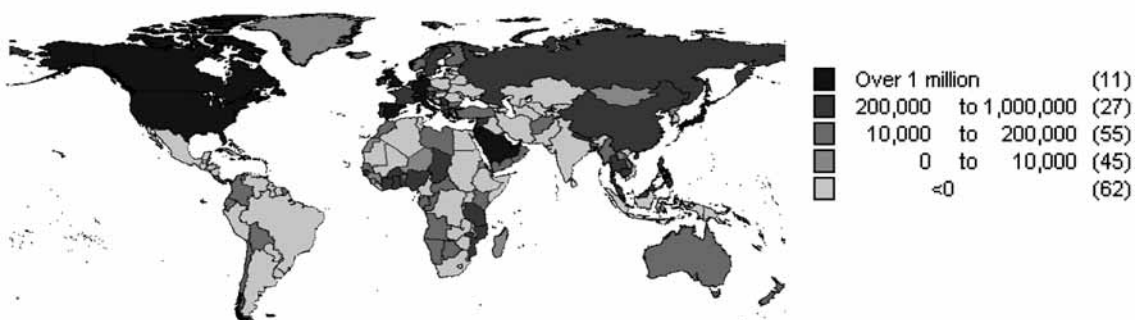 Over 1 million (11)
200,000 to 1,000,000 (27)
10,000 to 200,000 (55)
0 to 10,000 (45)
<0 (62)